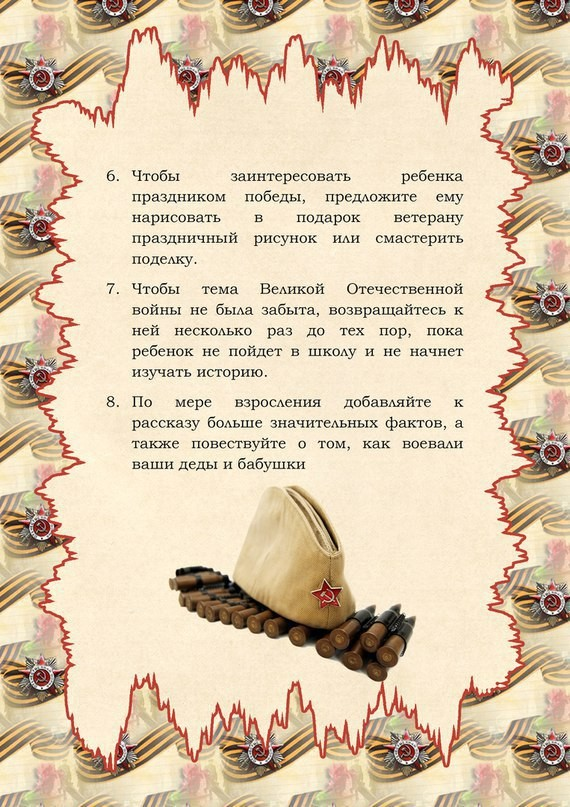 6. Чтобы заинтересовать ребенка
праздником победы, предложите ему
нарисовать в подарок ветерану
праздничный рисунок или смастерить
поделку.
7. Чтобы тема Великой Отечественной
войны не была забыта, возвращайтесь к
ней несколько раз до тех пор, пока
ребенок не пойдет в школу и не начнет
изучать историю.
8. По мере взросления добавляйте к
рассказу больше значительных фактов, а
также повествуйте о том, как воевали
ваши деды и бабушки